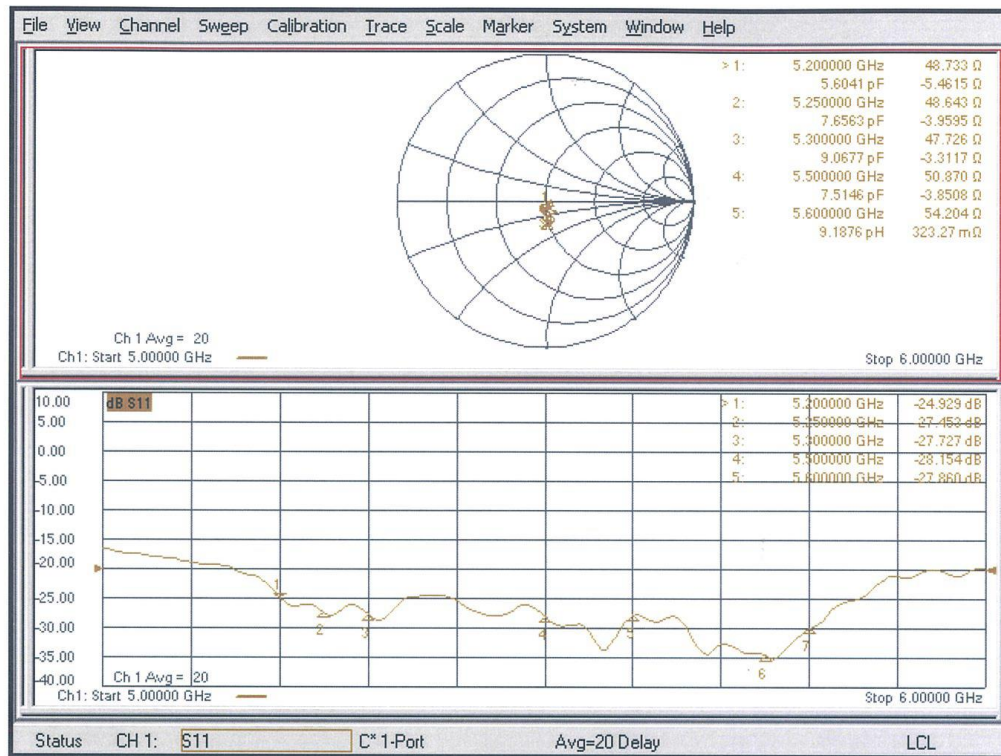 File View Channel Sweep Calibration Trace Scale Marker System Window Help
> 1: 5.200000 GHz 48.733 Ω
5.6041 pF -5.4615 Ω
2: 5.250000 GHz 48.643 Ω
7.6563 pF -3.9595 Ω
3: 5.300000 GHz 47.726 Ω
9.0677 pF -3.3117 Ω
4: 5.500000 GHz 50.870 Ω
7.5146 pF -3.8508 Ω
5: 5.600000 GHz 54.204 Ω
9.1876 pH 323.27 mΩ
Ch 1 Avg = 20
Ch1: Start 5.00000 GHz
Stop 6.00000 GHz
10.00
5.00
0.00
-5.00
-10.00
-15.00
-20.00
-25.00
-30.00
-35.00
-40.00
dB S11
> 1: 5.200000 GHz -24.929 dB
2: 5.250000 GHz -27.453 dB
3: 5.300000 GHz -27.727 dB
4: 5.500000 GHz -28.154 dB
5: 5.600000 GHz -27.860 dB
1
2
3
4
5
6
7
Ch 1 Avg = 20
Ch1: Start 5.00000 GHz
Stop 6.00000 GHz
Status CH 1: S11 C* 1-Port Avg=20 Delay LCL